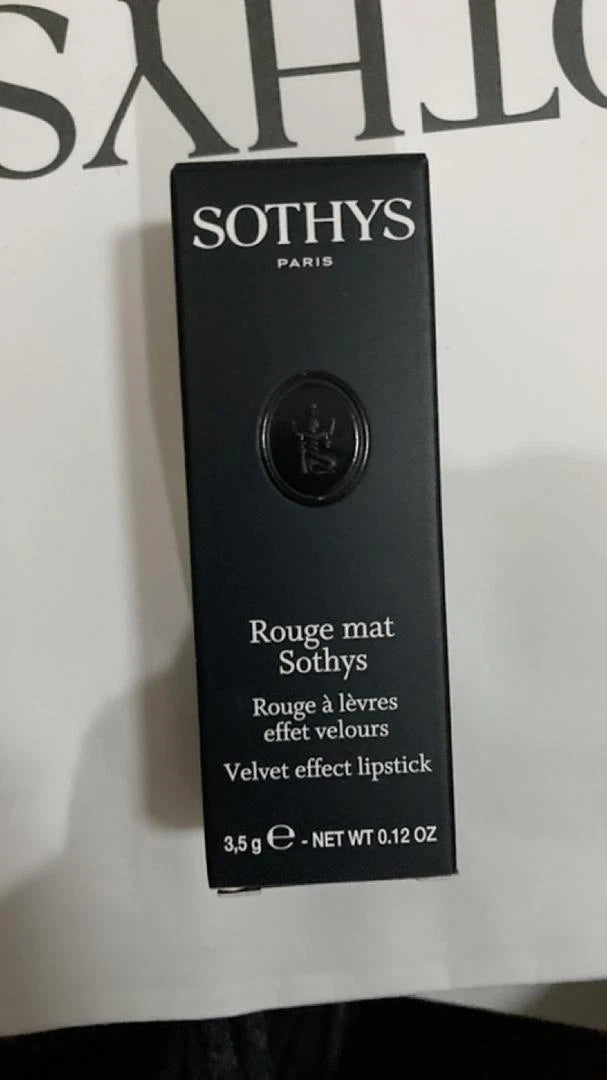 SOTHYS
SOTHYS
PARIS
Rouge mat
Sothys
Rouge à lèvres
effet velours
Velvet effect lipstick
3,5 g ℮ - NET WT 0.12 OZ